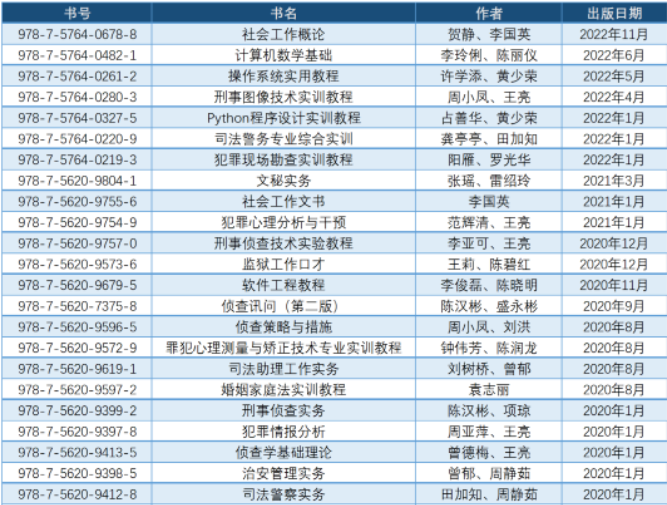 书号 书名 作者 出版日期
978-7-5764-0678-8 社会工作概论 贺静、李国英 2022年11月
978-7-5764-0482-1 计算机数学基础 李玲俐、陈丽仪 2022年6月
978-7-5764-0261-2 操作系统实用教程 许学添、黄少荣 2022年5月
978-7-5764-0280-3 刑事图像技术实训教程 周小凤、王亮 2022年4月
978-7-5764-0327-5 Python程序设计实训教程 占善华、黄少荣 2022年1月
978-7-5764-0220-9 司法警务专业综合实训 龚亭亭、田加知 2022年1月
978-7-5764-0219-3 犯罪现场勘查实训教程 阳雁、罗光华 2022年1月
978-7-5620-9804-1 文秘实务 张瑶、雷绍玲 2021年3月
978-7-5620-9755-6 社会工作文书 李国英 2021年1月
978-7-5620-9754-9 犯罪心理分析与干预 范辉清、王亮 2021年1月
978-7-5620-9757-0 刑事侦查技术实验教程 李亚可、王亮 2020年12月
978-7-5620-9573-6 监狱工作口才 王莉、陈碧红 2020年12月
978-7-5620-9679-5 软件工程教程 李俊磊、陈晓明 2020年11月
978-7-5620-7375-8 侦查讯问（第二版） 陈汉彬、盛永彬 2020年9月
978-7-5620-9596-5 侦查策略与措施 周小凤、刘洪 2020年8月
978-7-5620-9572-9 罪犯心理测量与矫正技术专业实训教程 钟伟芳、陈润龙 2020年8月
978-7-5620-9619-1 司法助理工作实务 刘树桥、曾郁 2020年8月
978-7-5620-9597-2 婚姻家庭法实训教程 袁志丽 2020年8月
978-7-5620-9399-2 刑事侦查实务 陈汉彬、项琼 2020年1月
978-7-5620-9397-8 犯罪情报分析 周亚萍、王亮 2020年1月
978-7-5620-9413-5 侦查学基础理论 曾德梅、王亮 2020年1月
978-7-5620-9398-5 治安管理实务 曾郁、周静茹 2020年1月
978-7-5620-9412-8 司法警察实务 田加知、周静茹 2020年1月